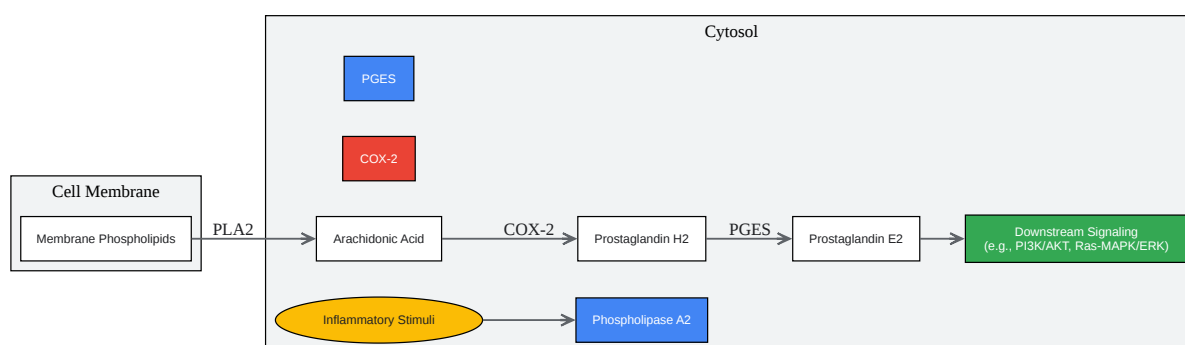 Cytosol
PGES
COX-2
Cell Membrane
Membrane Phospholipids
PLA2
Arachidonic Acid
COX-2
Prostaglandin H2
PGES
Prostaglandin E2
Downstream Signaling
(e.g., PI3K/AKT, Ras-MAPK/ERK)
Inflammatory Stimuli
Phospholipase A2